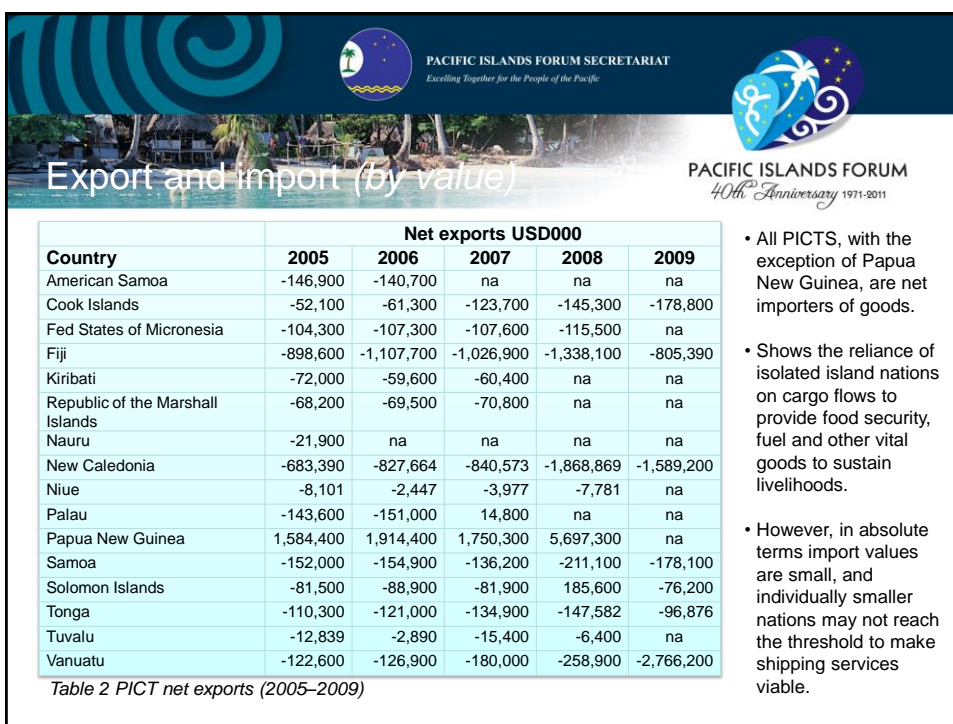 PACIFIC ISLANDS FORUM SECRETARIAT
Excelling Together for the People of the Pacific
PACIFIC ISLANDS FORUM
40th Anniversary 1971-2011
Export and import (by value)
Net exports USD000
Country 2005 2006 2007 2008 2009
American Samoa -146,900 -140,700 na na na
Cook Islands -52,100 -61,300 -123,700 -145,300 -178,800
Fed States of Micronesia -104,300 -107,300 -107,600 -115,500 na
Fiji -898,600 -1,107,700 -1,026,900 -1,338,100 -805,390
Kiribati -72,000 -59,600 -60,400 na na
Republic of the Marshall -68,200 -69,500 -70,800 na na
Islands
Nauru -21,900 na na na na
New Caledonia -683,390 -827,664 -840,573 -1,868,869 -1,589,200
Niue -8,101 -2,447 -3,977 -7,781 na
Palau -143,600 -151,000 14,800 na na
Papua New Guinea 1,584,400 1,914,400 1,750,300 5,697,300 na
Samoa -152,000 -154,900 -136,200 -211,100 -178,100
Solomon Islands -81,500 -88,900 -81,900 185,600 -76,200
Tonga -110,300 -121,000 -134,900 -147,582 -96,876
Tuvalu -12,839 -2,890 -15,400 -6,400 na
Vanuatu -122,600 -126,900 -180,000 -258,900 -2,766,200
Table 2 PICT net exports (2005–2009)
• All PICTS, with the
exception of Papua
New Guinea, are net
importers of goods.
• Shows the reliance of
isolated island nations
on cargo flows to
provide food security,
fuel and other vital
goods to sustain
livelihoods.
• However, in absolute
terms import values
are small, and
individually smaller
nations may not reach
the threshold to make
shipping services
viable.